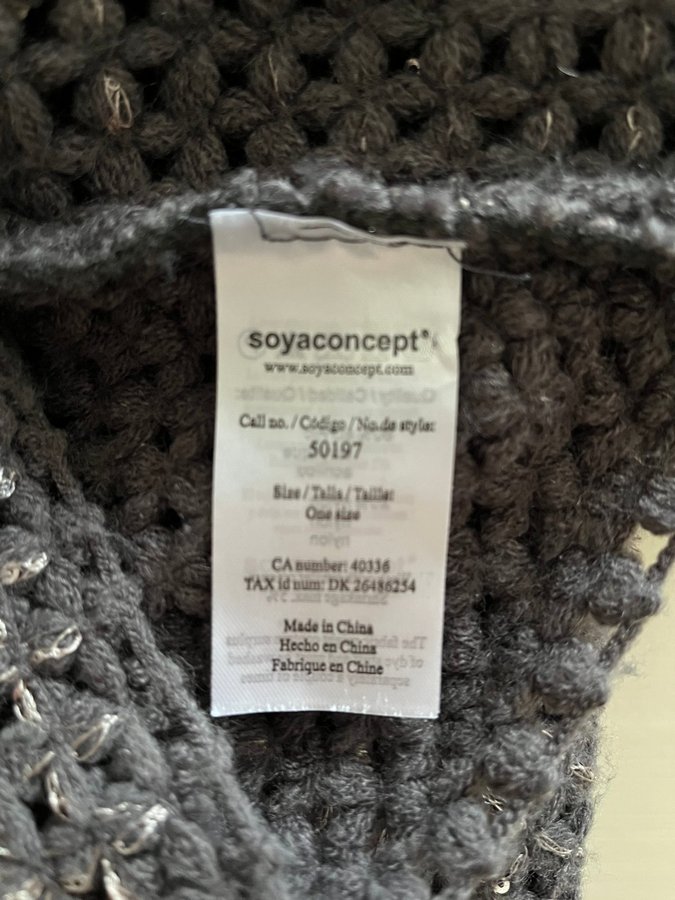 soyaconcept®
www.soyaconcept.com
Call no. / Código / No.de style:
50197
Size / Talla / Taille:
One size
CA number: 40336
TAX id num: DK 26486254
Made in China
Hecho en China
Fabrique en Chine